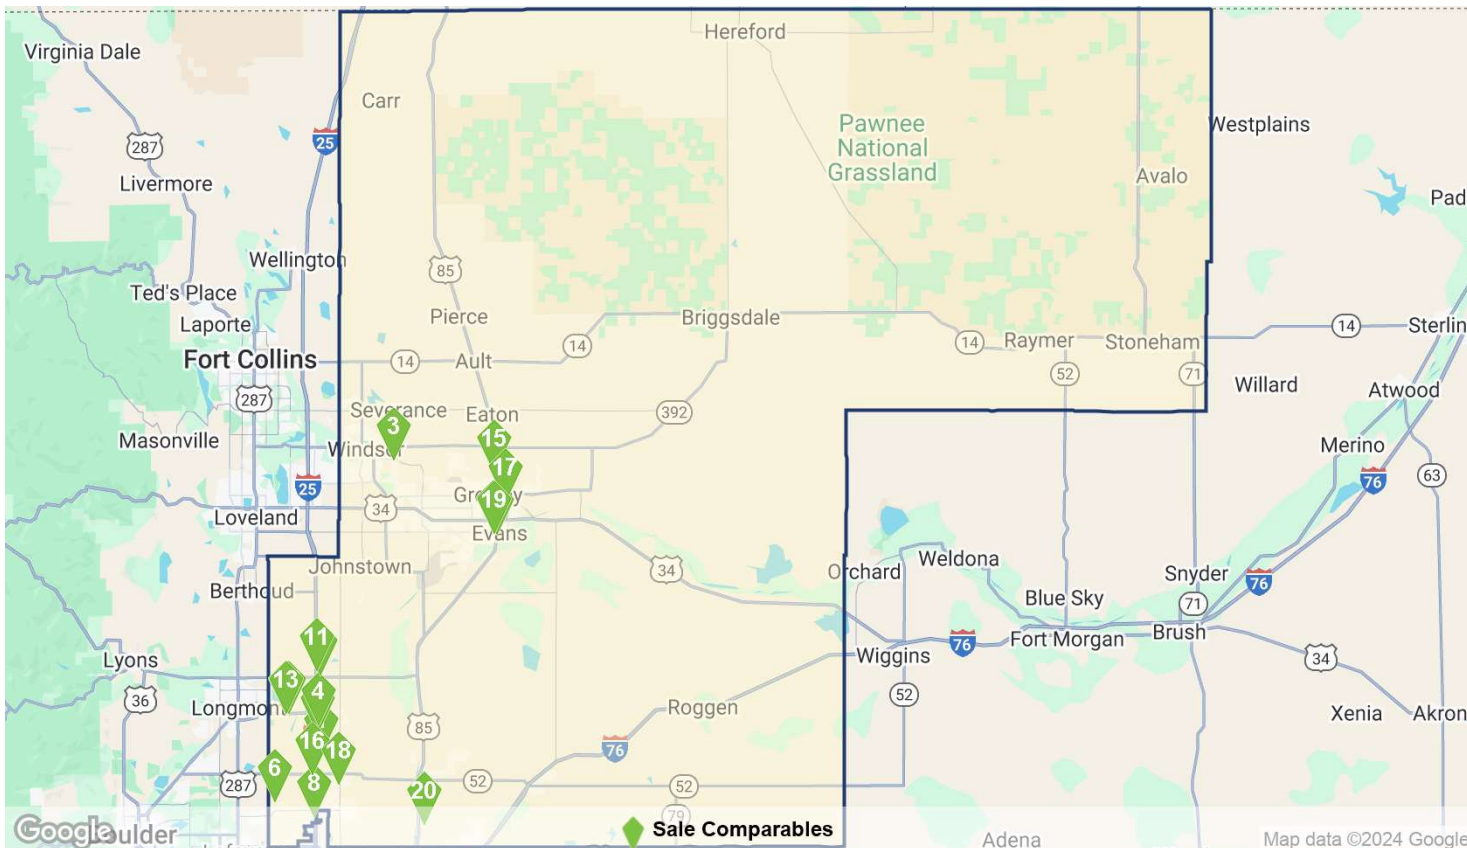 Virginia Dale
Hereford
Carr
25
287
Pawnee
National
Grassland
Westplains
Livermore
Avalo
Pad
Wellington
85
Ted's Place
Laporte
Pierce
Briggsdale
14
Sterlin
Fort Collins
14
14
Ault
14
Raymer
Stoneham
52
71
Willard
Atwood
287
Severance
Eaton
392
3
15
Masonville
Windsor
Merino
17
76
63
25
Greeley
19
34
Loveland
Evans
Johnstown
34
Orchard
Weldona
Snyder
76
Berthoud
Blue Sky
71
11
Fort Morgan
Brush
76
Lyons
Wiggins
34
13
4
36
52
Longmont
Roggen
Xenia
Akron
85
16
18
76
6
8
287
20
52
52
79
Google
Boulder
Sale Comparables
Adena
Map data ©2024 Google